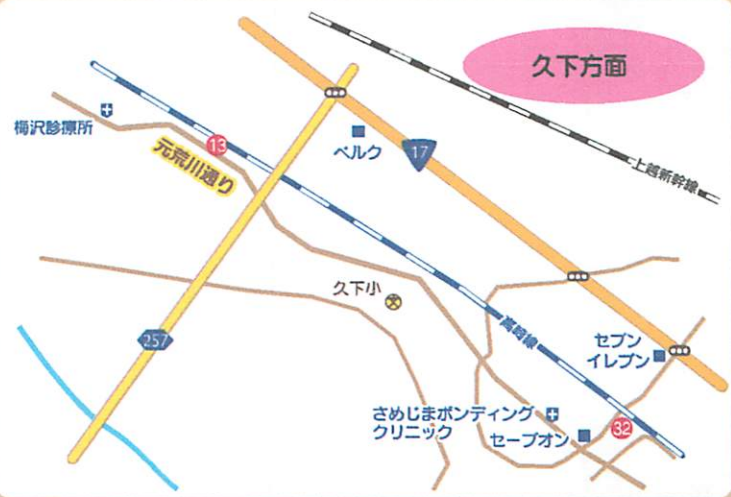 久下方面
梅沢診療所
13
元荒川通り
ベルク
17
上越新幹線
久下小
257
高崎線
セブン
イレブン
さめじまボンディング
クリニック
セーブオン
32